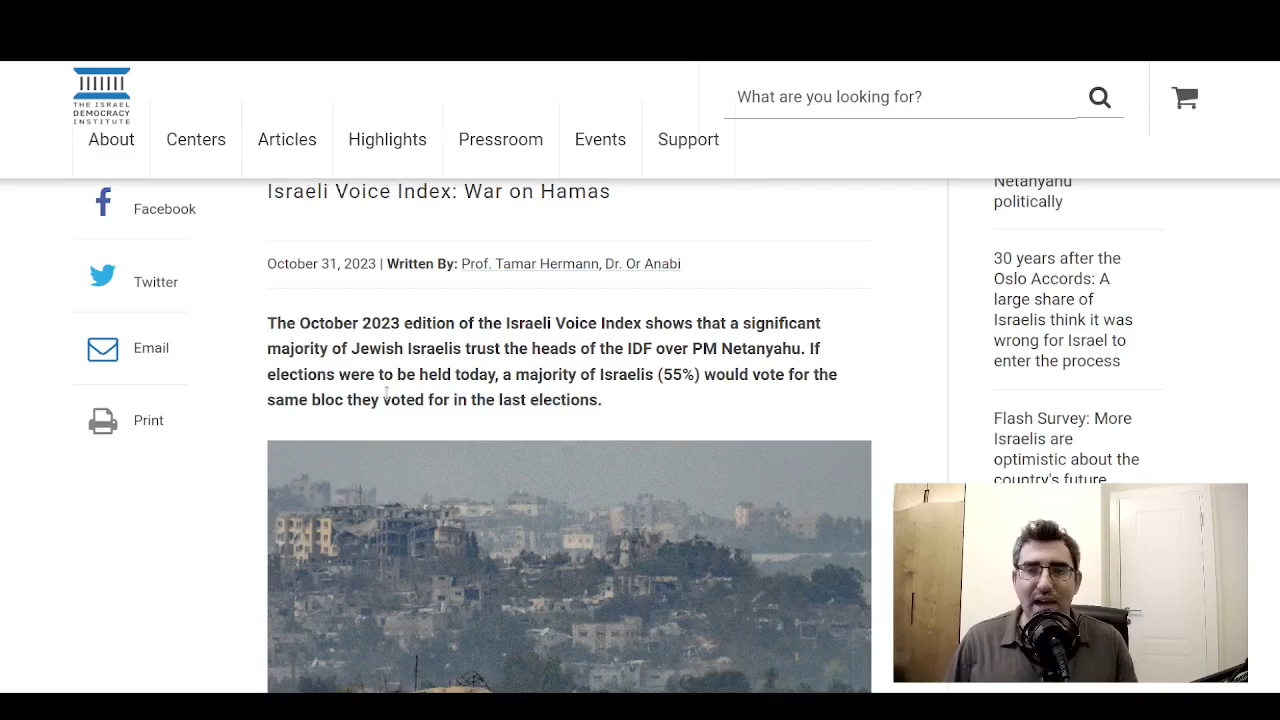 THE ISRAEL
DEMOCRACY
INSTITUTE
What are you looking for?
About
Centers
Articles
Highlights
Pressroom
Events
Support
Facebook
Twitter
Email
Print
Israeli Voice Index: War on Hamas
October 31, 2023 | Written By: Prof. Tamar Hermann, Dr. Or Anabi
The October 2023 edition of the Israeli Voice Index shows that a significant
majority of Jewish Israelis trust the heads of the IDF over PM Netanyahu. If
elections were to be held today, a majority of Israelis (55%) would vote for the
same bloc they voted for in the last elections.
Netanyahu
politically
30 years after the
Oslo Accords: A
large share of
Israelis think it was
wrong for Israel to
enter the process
Flash Survey: More
Israelis are
optimistic about the
country's future